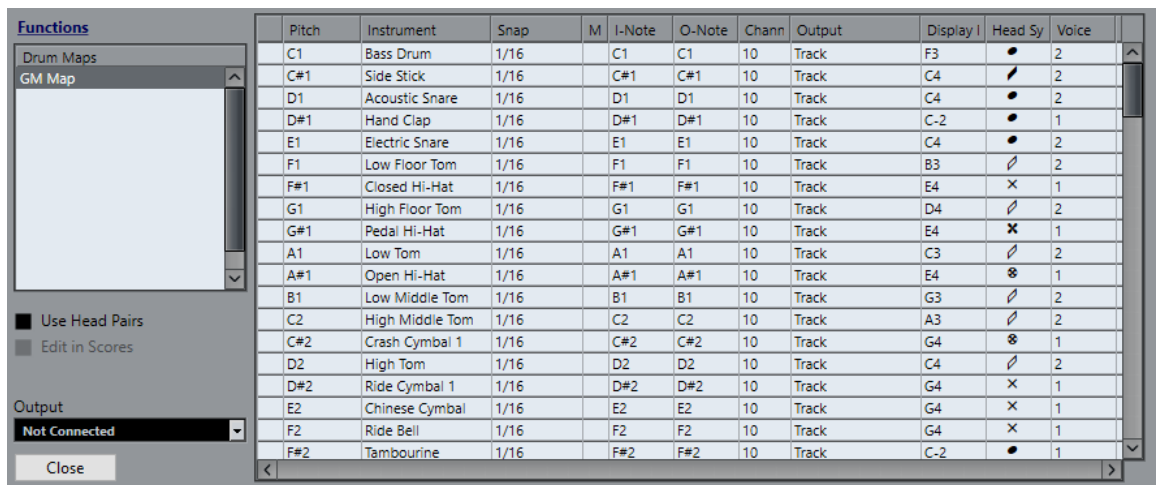 Functions
Drum Maps
GM Map
Use Head Pairs
Edit in Scores
Output
Not Connected
Close
Pitch Instrument Snap M I-Note O-Note Chann Output Display I Head Sy Voice
C1 Bass Drum 1/16 C1 C1 10 Track F3 2
C#1 Side Stick 1/16 C#1 C#1 10 Track C4 2
D1 Acoustic Snare 1/16 D1 D1 10 Track C4 2
D#1 Hand Clap 1/16 D#1 D#1 10 Track C-2 1
E1 Electric Snare 1/16 E1 E1 10 Track C4 2
F1 Low Floor Tom 1/16 F1 F1 10 Track B3 2
F#1 Closed Hi-Hat 1/16 F#1 F#1 10 Track E4 1
G1 High Floor Tom 1/16 G1 G1 10 Track D4 2
G#1 Pedal Hi-Hat 1/16 G#1 G#1 10 Track E4 1
A1 Low Tom 1/16 A1 A1 10 Track C3 2
A#1 Open Hi-Hat 1/16 A#1 A#1 10 Track E4 1
B1 Low Middle Tom 1/16 B1 B1 10 Track G3 2
C2 High Middle Tom 1/16 C2 C2 10 Track A3 2
C#2 Crash Cymbal 1 1/16 C#2 C#2 10 Track G4 1
D2 High Tom 1/16 D2 D2 10 Track C4 2
D#2 Ride Cymbal 1 1/16 D#2 D#2 10 Track G4 1
E2 Chinese Cymbal 1/16 E2 E2 10 Track G4 1
F2 Ride Bell 1/16 F2 F2 10 Track G4 1
F#2 Tambourine 1/16 F#2 F#2 10 Track C-2 1